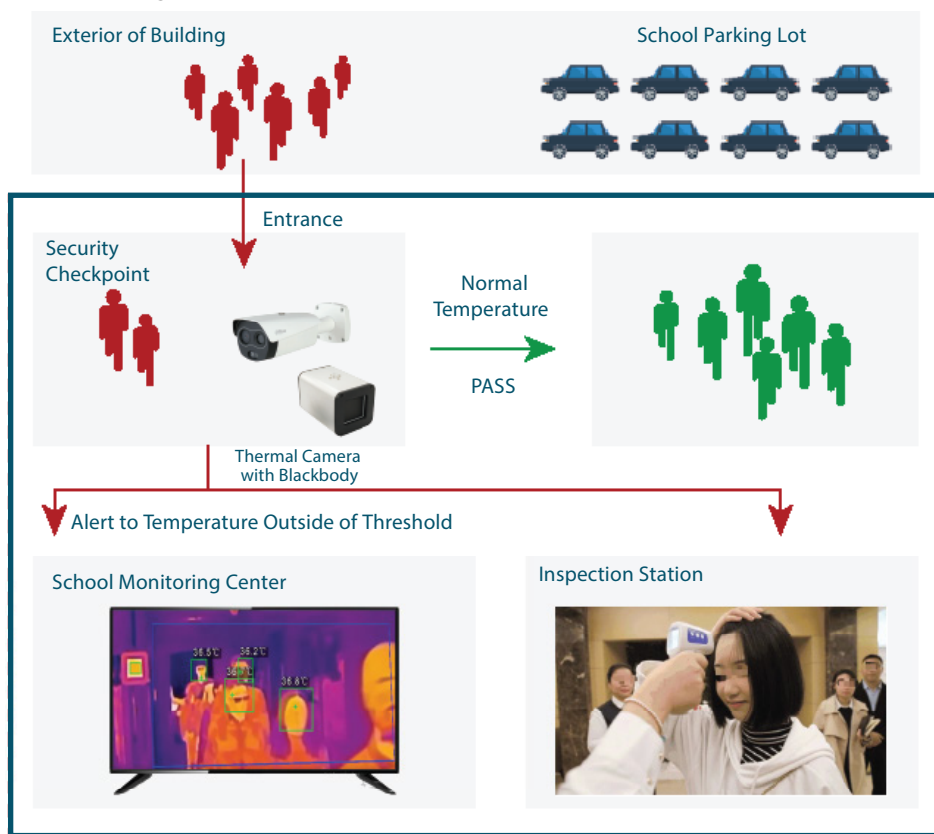 Exterior of Building
School Parking Lot
Entrance
Security
Checkpoint
Normal
Temperature
PASS
Thermal Camera
with Blackbody
Alert to Temperature Outside of Threshold
School Monitoring Center
36.5℃
36.2℃
36.8℃
Inspection Station